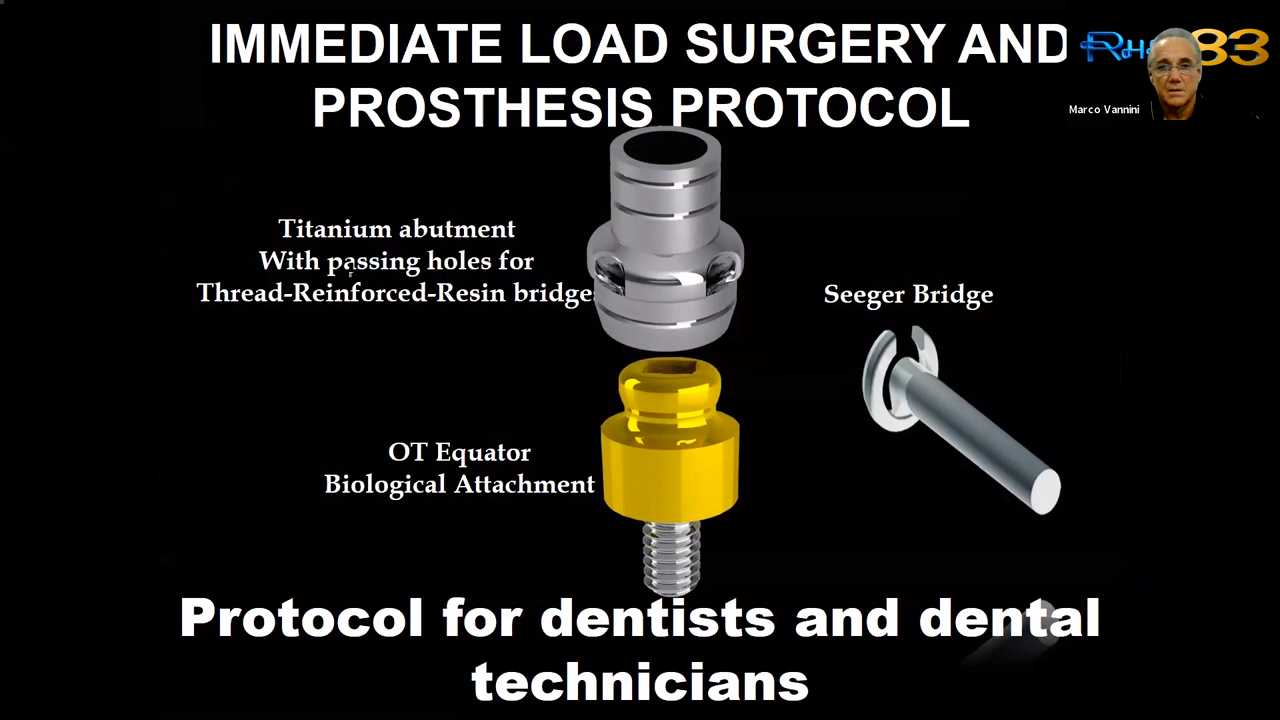 IMMEDIATE LOAD SURGERY AND
PROSTHESIS PROTOCOL
83
Marco Vannini
Titanium abutment
With passing holes for
Thread-Reinforced-Resin bridge
Seeger Bridge
OT Equator
Biological Attachment
Protocol for dentists and dental
technicians